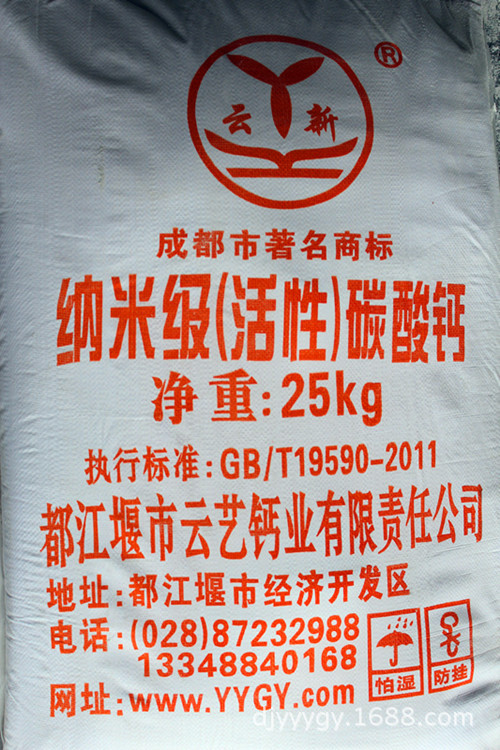 ®
云 新
成都市著名商标
纳米级(活性)碳酸钙
净重:25kg
执行标准:GB/T19590-2011
都江堰市云艺钙业有限责任公司
地址:都江堰市经济开发区
电话:(028)87232988
13348840168
网址:www.YYGY.com
怕湿 防挂
djyyygy.1688.com